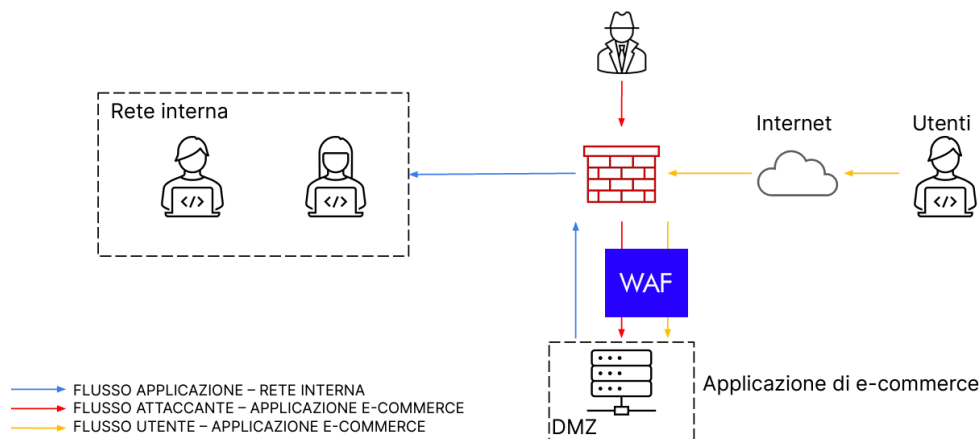 Rete interna
Internet
Utenti
</>
</>
</>
WAF
Applicazione di e-commerce
DMZ
FLUSSO APPLICAZIONE – RETE INTERNA
FLUSSO ATTACCANTE – APPLICAZIONE E-COMMERCE
FLUSSO UTENTE – APPLICAZIONE E-COMMERCE